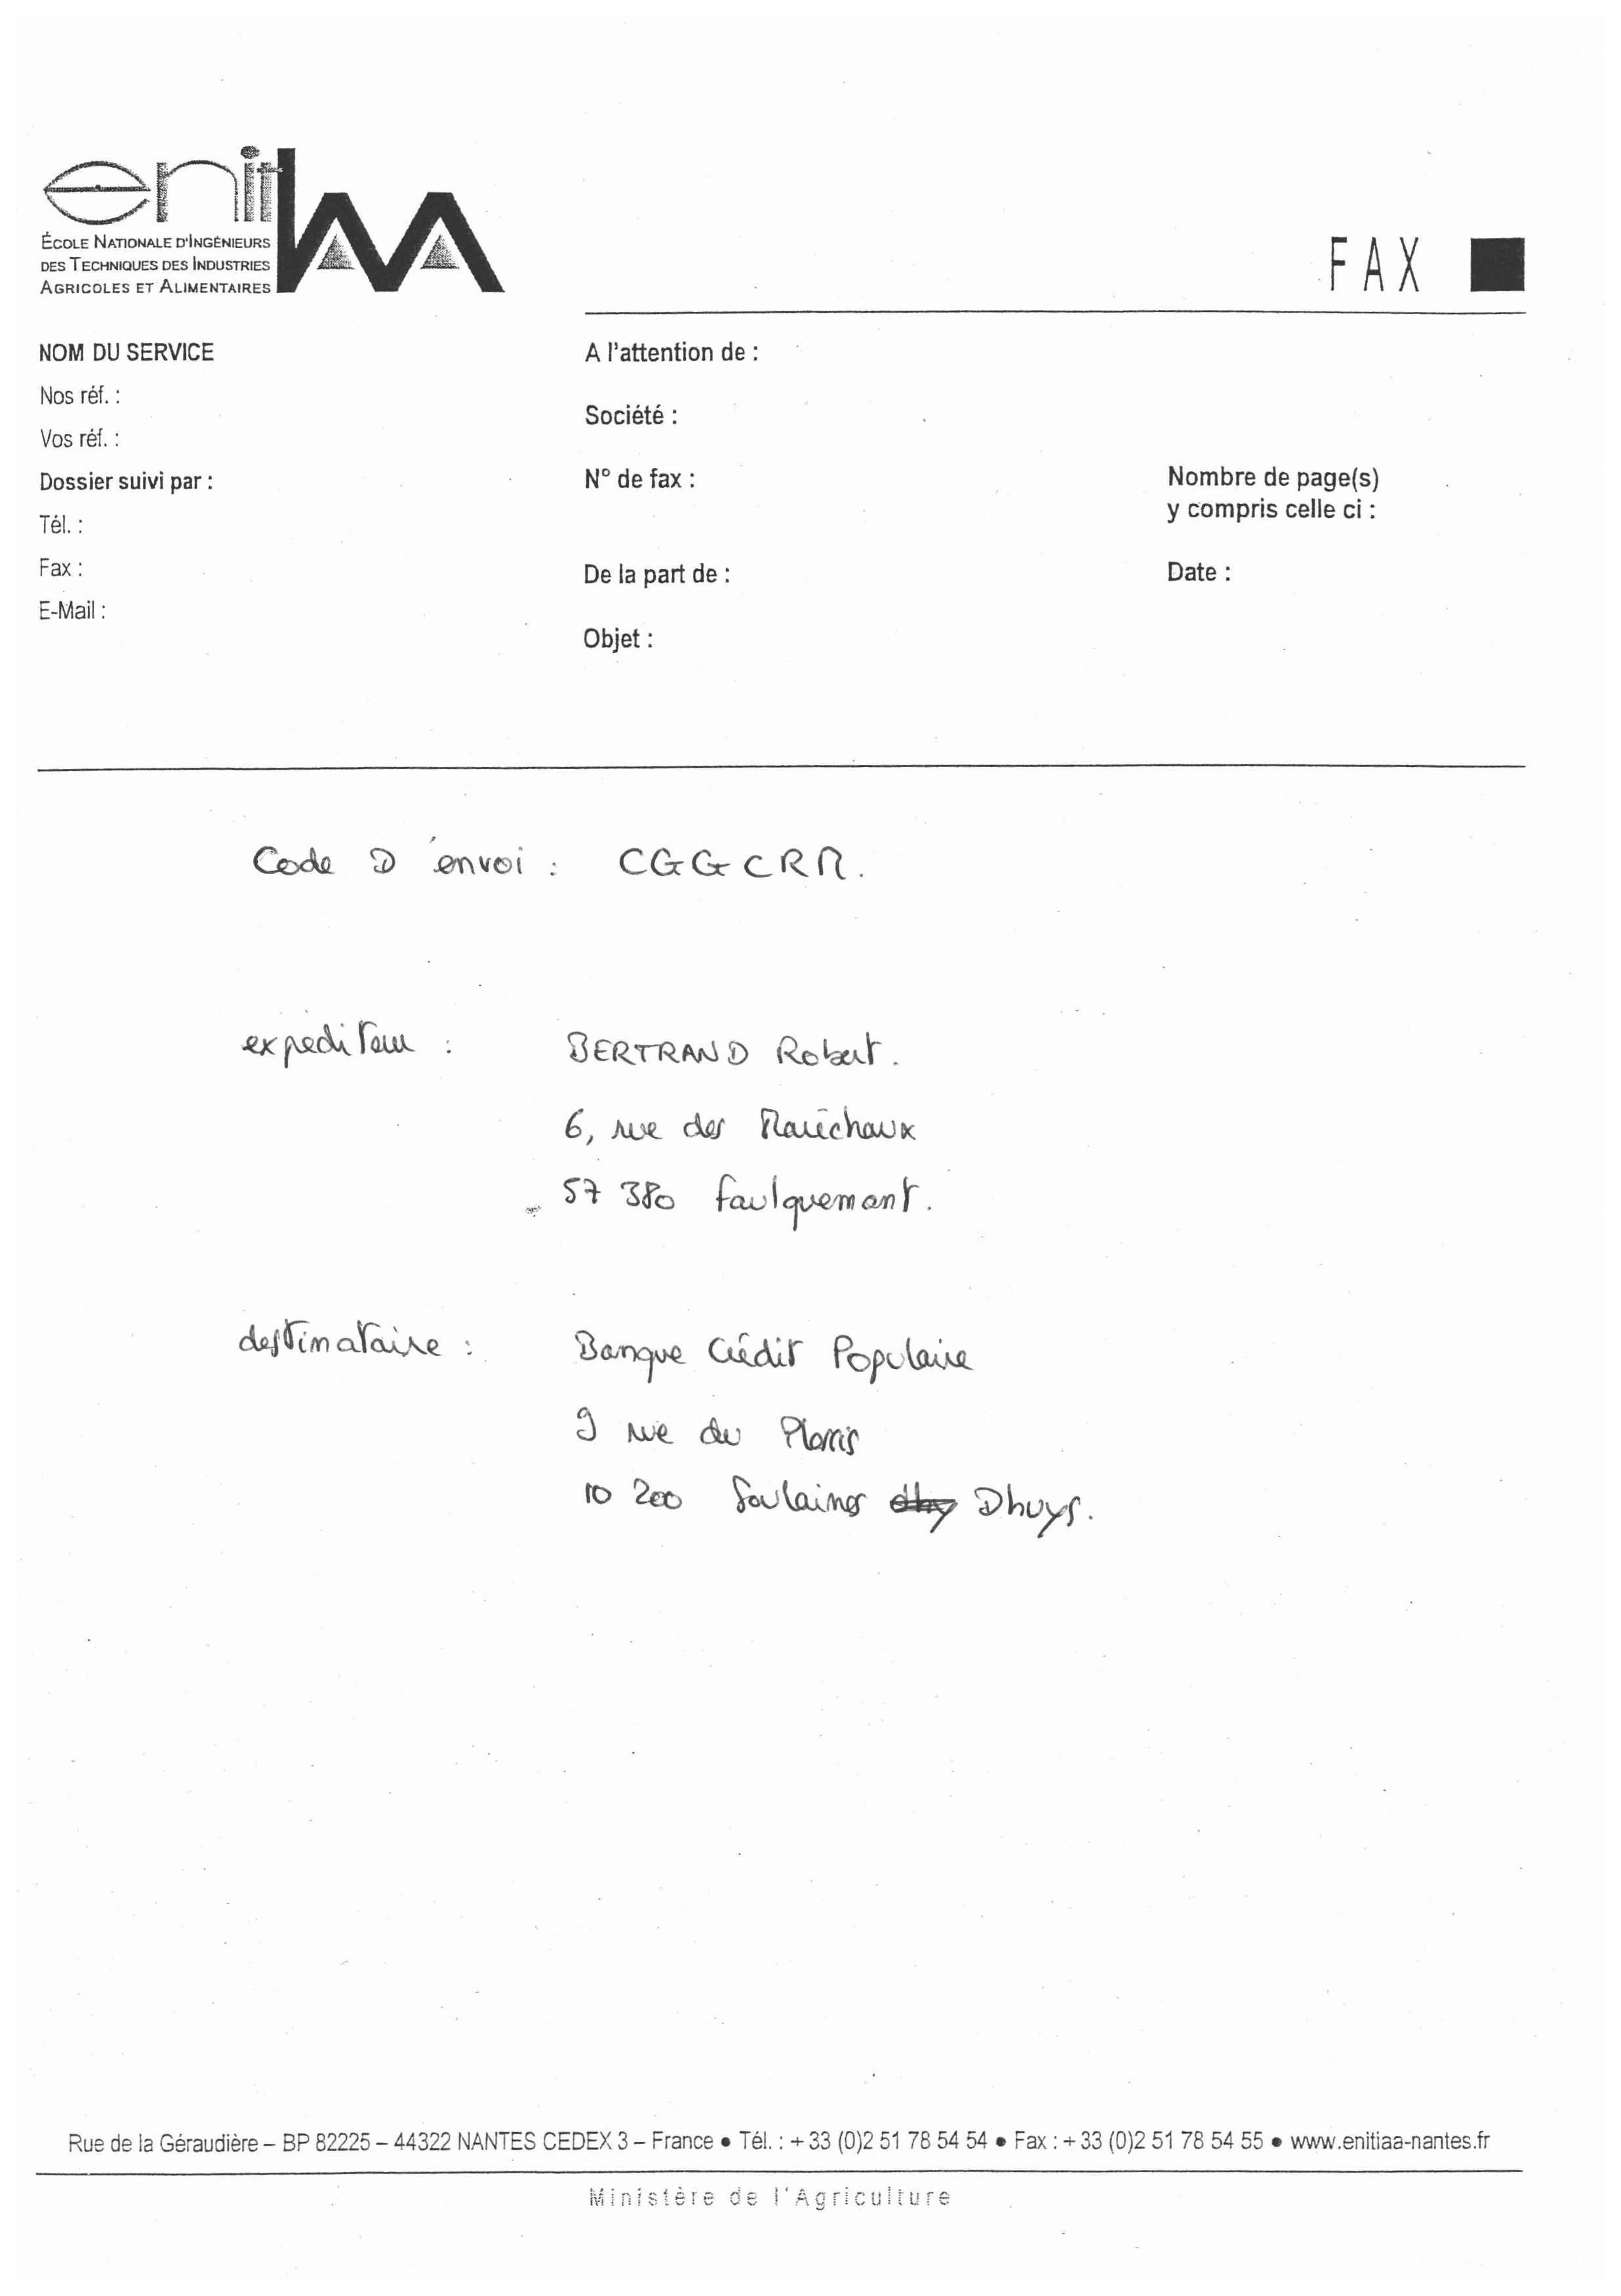 enitIAA
ÉCOLE NATIONALE D'INGÉNIEURS
DES TECHNIQUES DES INDUSTRIES
AGRICOLES ET ALIMENTAIRES
FAX
NOM DU SERVICE
Nos réf. :
Vos réf. :
Dossier suivi par :
Tél. :
Fax :
E-Mail :
A l'attention de :
Société :
N° de fax :
De la part de :
Objet :
Nombre de page(s)
y compris celle ci :
Date :
Code D'envoi : CGGCRM.
expediteur : BERTRAND Robert.
6, rue des Maréchaux
57 380 Faulquemont.
destinataire : Banque Crédit Populaire
9 rue du
10 200 Soulaines Dhuys.
Rue de la Géraudière – BP 82225 – 44322 NANTES CEDEX 3 – France • Tél. : + 33 (0)2 51 78 54 54 • Fax : + 33 (0)2 51 78 54 55 • www.enitiaa-nantes.fr
Ministère de l'Agriculture